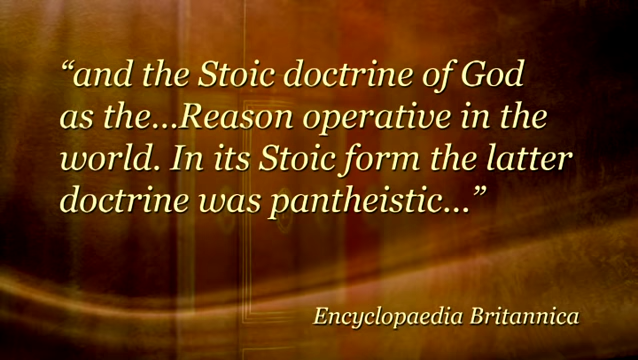 “and the Stoic doctrine of God
as the...Reason operative in the
world. In its Stoic form the latter
doctrine was pantheistic...”
Encyclopaedia Britannica